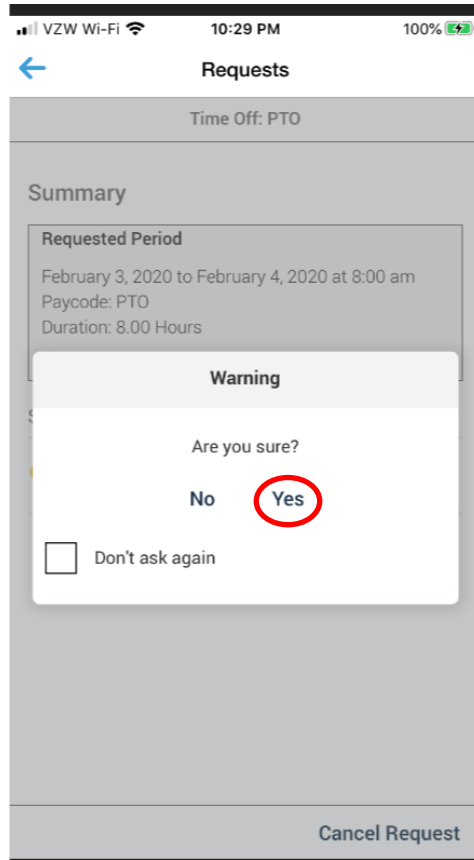 VZW Wi-Fi 10:29 PM 100%
Requests
Time Off: PTO
Summary
Requested Period
February 3, 2020 to February 4, 2020 at 8:00 am
Paycode: PTO
Duration: 8.00 Hours
Warning
Are you sure?
No Yes
Don't ask again
Cancel Request